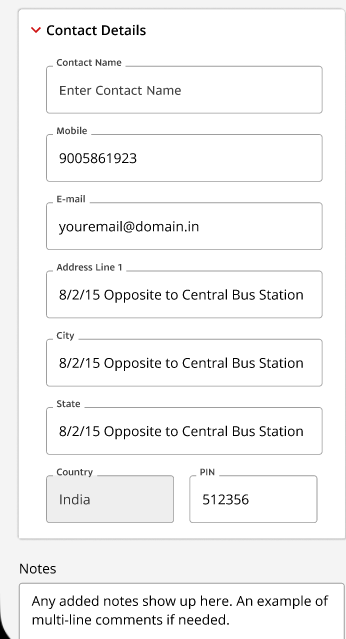 Contact Details
Contact Name
Enter Contact Name
Mobile
9005861923
E-mail
youremail@domain.in
Address Line 1
8/2/15 Opposite to Central Bus Station
City
8/2/15 Opposite to Central Bus Station
State
8/2/15 Opposite to Central Bus Station
Country
PIN
India
512356
Notes
Any added notes show up here. An example of
multi-line comments if needed.